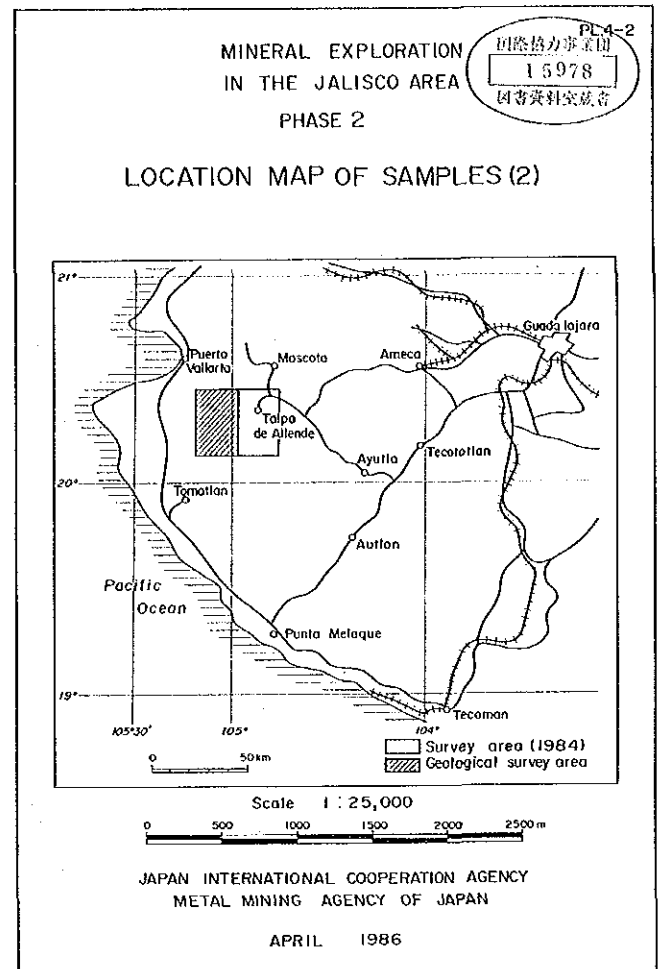 PL.4-2
MINERAL EXPLORATION
IN THE JALISCO AREA
PHASE 2
国際協力事業団
15978
図書資料室蔵書
LOCATION MAP OF SAMPLES (2)
21°
Guadalajara
Puerto
Vallarta
Moscota
Ameca
Talpa
de Allende
Ayutla
Tecototlan
20°
Tomatlan
Autlan
Pacific
Ocean
Punta Melaque
19°
Tecoman
105°30'
105°
104°
0
50km
Survey area (1984)
Geological survey area
Scale 1:25,000
0 500 1000 1500 2000 2500m
JAPAN INTERNATIONAL COOPERATION AGENCY
METAL MINING AGENCY OF JAPAN
APRIL 1986